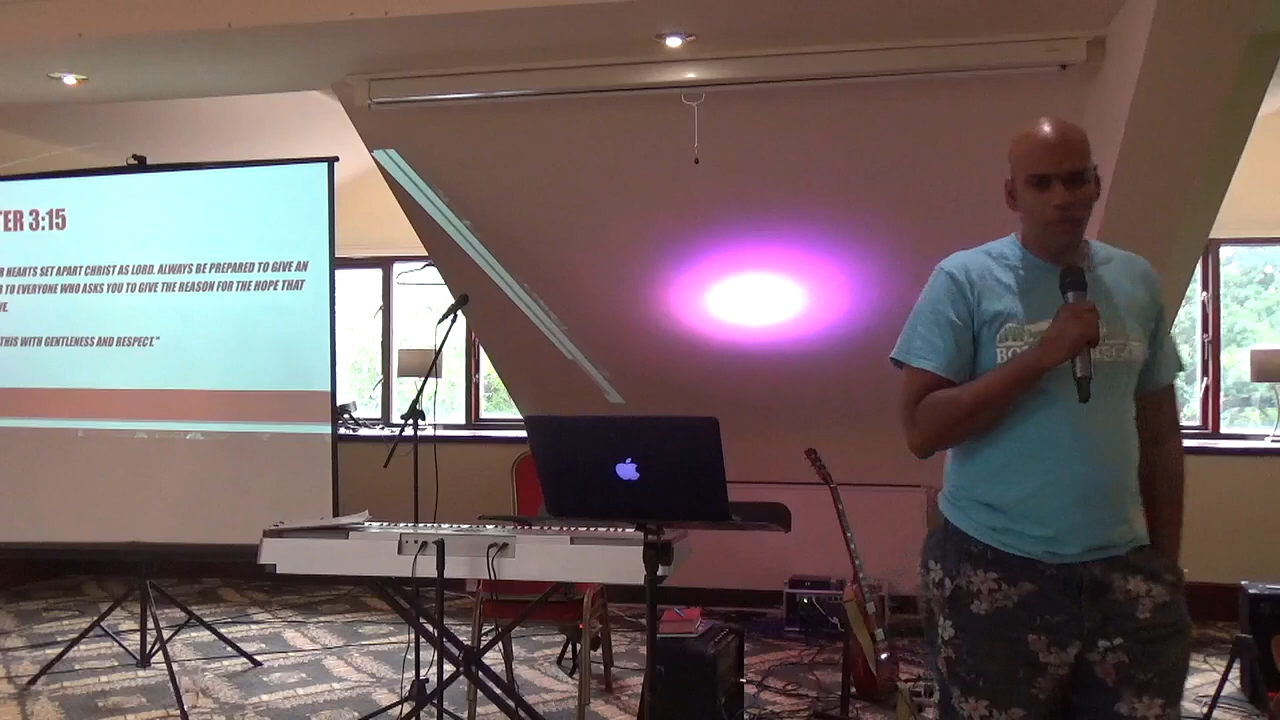 TER 3:15
R HEARTS SET APART CHRIST AS LORD. ALWAYS BE PREPARED TO GIVE AN
R TO EVERYONE WHO ASKS YOU TO GIVE THE REASON FOR THE HOPE THAT
VE.
THIS WITH GENTLENESS AND RESPECT."